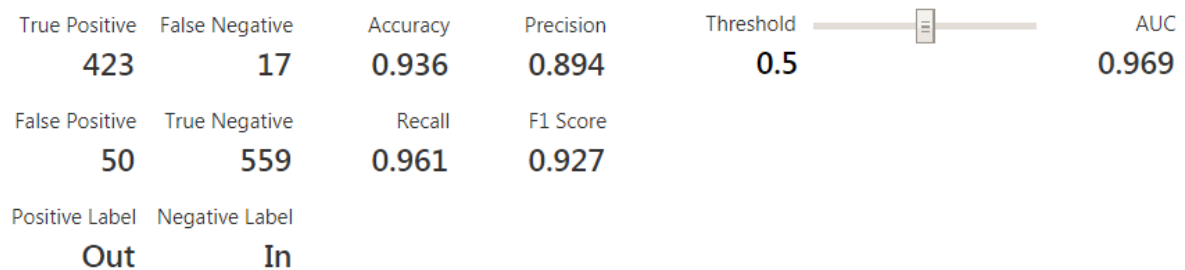 True Positive False Negative Accuracy Precision Threshold AUC
423 17 0.936 0.894 0.5 0.969
False Positive True Negative Recall F1 Score
50 559 0.961 0.927
Positive Label Negative Label
Out In